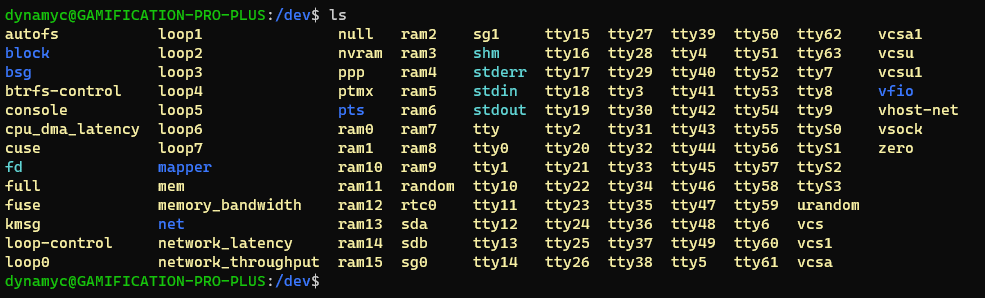 dynamyc@GAMIFICATION-PRO-PLUS:/dev$ ls
autofs loop1 null ram2 sg1 tty15 tty27 tty39 tty50 tty62 vcsa1
block loop2 nvram ram3 shm tty16 tty28 tty4 tty51 tty63 vcsu
bsg loop3 ppp ram4 stderr tty17 tty29 tty40 tty52 tty7 vcsu1
btrfs-control loop4 ptmx ram5 stdin tty18 tty3 tty41 tty53 tty8 vfio
console loop5 pts ram6 stdout tty19 tty30 tty42 tty54 tty9 vhost-net
cpu_dma_latency loop6 ram0 ram7 tty tty2 tty31 tty43 tty55 ttyS0 vsock
cuse loop7 ram1 ram8 tty0 tty20 tty32 tty44 tty56 ttyS1 zero
fd mapper ram10 ram9 tty1 tty21 tty33 tty45 tty57 ttyS2
full mem ram11 random tty10 tty22 tty34 tty46 tty58 ttyS3
fuse memory_bandwidth ram12 rtc0 tty11 tty23 tty35 tty47 tty59 urandom
kmsg net ram13 sda tty12 tty24 tty36 tty48 tty6 vcs
loop-control network_latency ram14 sdb tty13 tty25 tty37 tty49 tty60 vcs1
loop0 network_throughput ram15 sg0 tty14 tty26 tty38 tty5 tty61 vcsa
dynamyc@GAMIFICATION-PRO-PLUS:/dev$